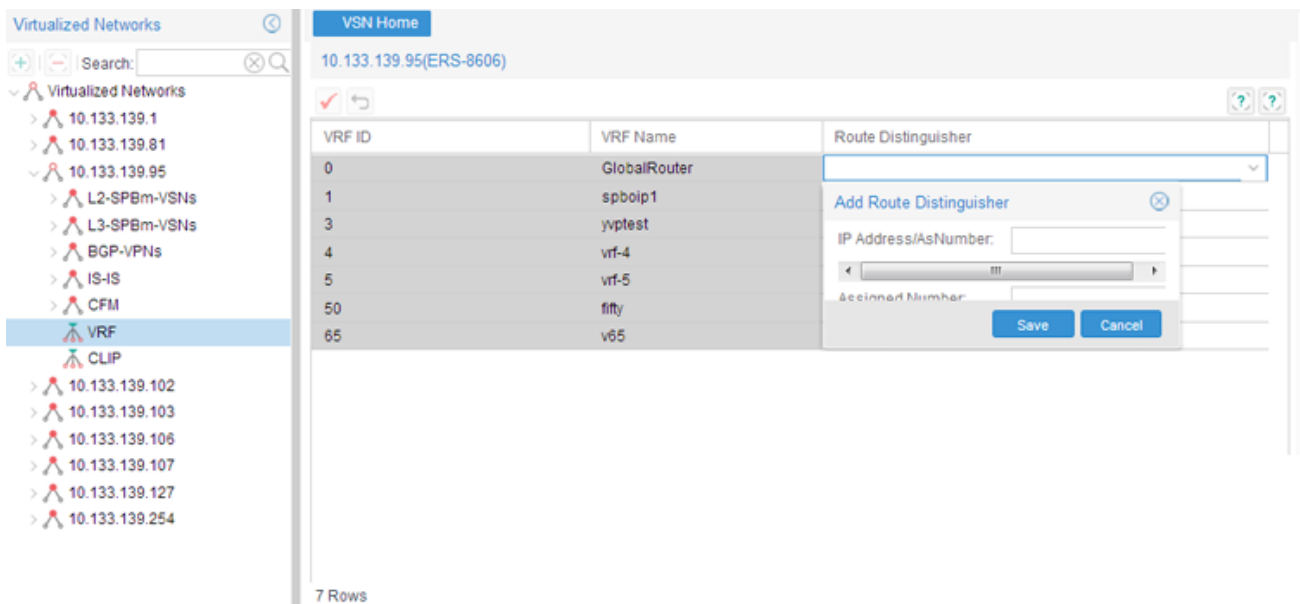 Virtualized Networks
Search:
Virtualized Networks
10.133.139.1
10.133.139.81
10.133.139.95
L2-SPBm-VSNs
L3-SPBm-VSNs
BGP-VPNs
IS-IS
CFM
VRF
CLIP
10.133.139.102
10.133.139.103
10.133.139.106
10.133.139.107
10.133.139.127
10.133.139.254
VSN Home
10.133.139.95(ERS-8606)
VRF ID VRF Name Route Distinguisher
0 GlobalRouter
1 spboip1
3 yvptest
4 vrf-4
5 vrf-5
50 fifty
65 v65
Add Route Distinguisher
IP Address/AsNumber:
Assigned Number:
Save Cancel
7 Rows